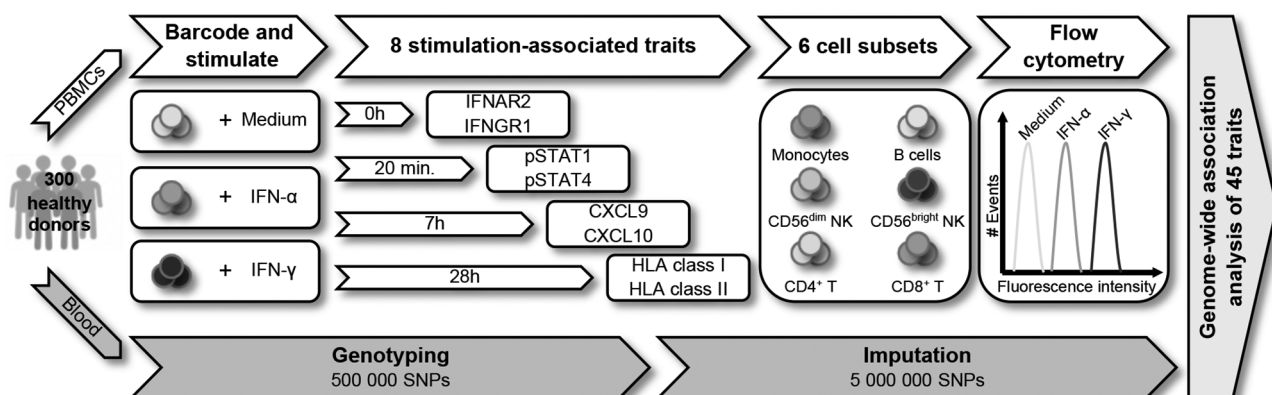 PBMCs
300
healthy
donors
Blood
Barcode and
stimulate
+ Medium
+ IFN-α
+ IFN-γ
8 stimulation-associated traits
0h
IFNAR2
IFNGR1
20 min.
pSTAT1
pSTAT4
7h
CXCL9
CXCL10
28h
HLA class I
HLA class II
6 cell subsets
Monocytes
B cells
CD56dim NK
CD56bright NK
CD4+ T
CD8+ T
Flow
cytometry
Medium
IFN-α
IFN-γ
# Events
Fluorescence intensity
Genotyping
500 000 SNPs
Imputation
5 000 000 SNPs
Genome-wide association
analysis of 45 traits